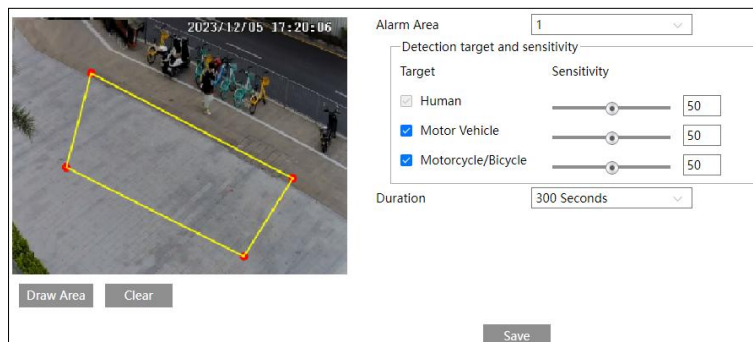 2023/12/05 17:20:06
Draw Area
Clear
Alarm Area 1
Detection target and sensitivity
Target Sensitivity
Human 50
Motor Vehicle 50
Motorcycle/Bicycle 50
Duration 300 Seconds
Save